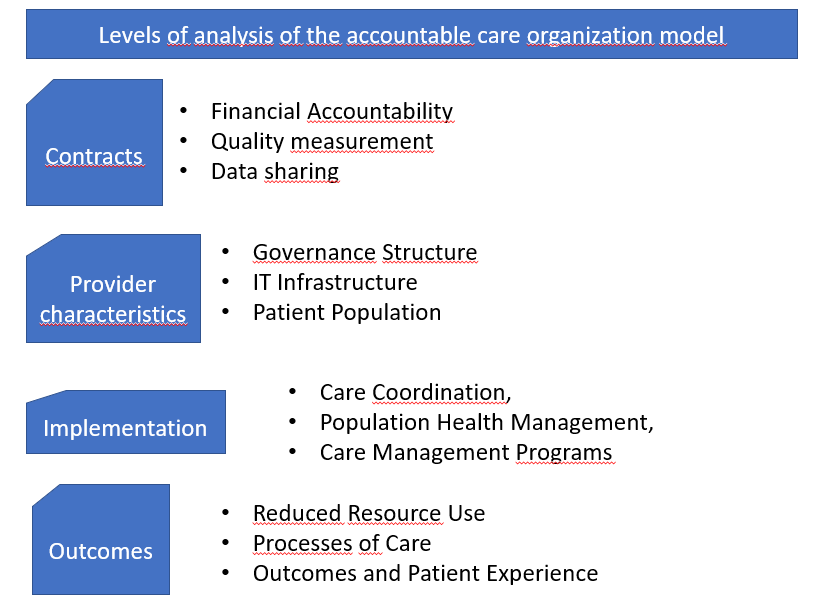 Levels of analysis of the accountable care organization model
Contracts
• Financial Accountability
• Quality measurement
• Data sharing
Provider
characteristics
• Governance Structure
• IT Infrastructure
• Patient Population
Implementation
• Care Coordination,
• Population Health Management,
• Care Management Programs
Outcomes
• Reduced Resource Use
• Processes of Care
• Outcomes and Patient Experience